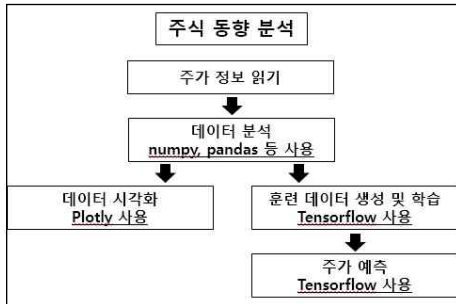 주식 동향 분석
주가 정보 읽기
데이터 분석
numpy, pandas 등 사용
데이터 시각화
Plotly 사용
훈련 데이터 생성 및 학습
Tensorflow 사용
주가 예측
Tensorflow 사용